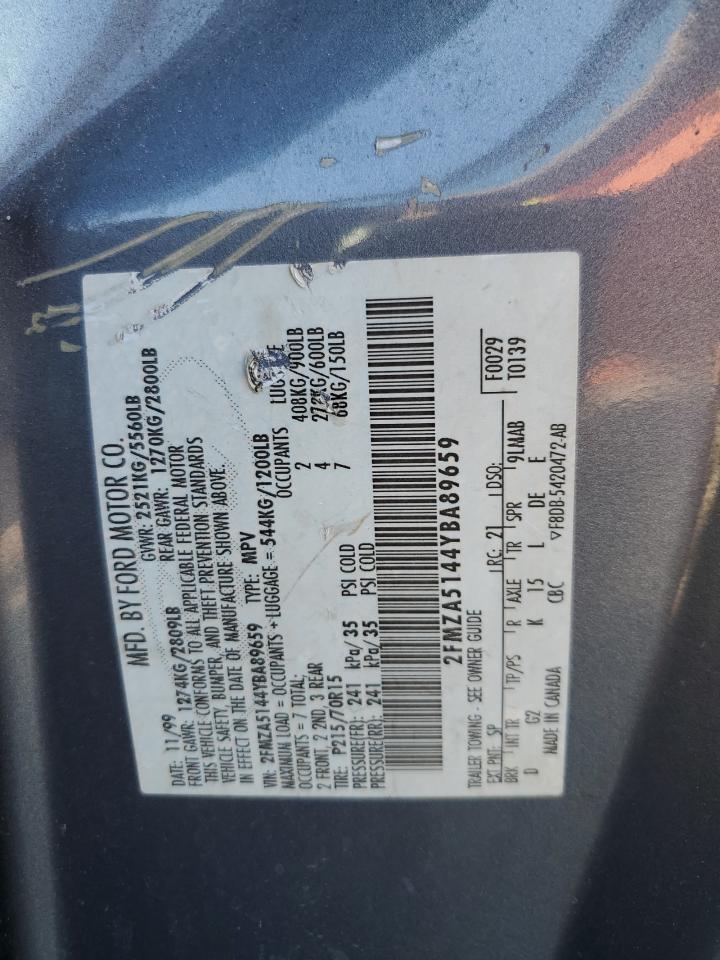 MFD. BY FORD MOTOR CO.
DATE: 11/99 GVWR: 2521KG/5560LB
FRONT GAWR: 1274KG/2809LB REAR GAWR: 1270KG/2800LB
THIS VEHICLE CONFORMS TO ALL APPLICABLE FEDERAL MOTOR
VEHICLE SAFETY, BUMPER, AND THEFT PREVENTION STANDARDS
IN EFFECT ON THE DATE OF MANUFACTURE SHOWN ABOVE.
VIN: 2FMZA5144YBA89659 TYPE: MPV
MAXIMUM LOAD = OCCUPANTS + LUGGAGE = 544KG/1200LB
OCCUPANTS = 7 TOTAL; OCCUPANTS
2 FRONT, 2 2ND, 3 REAR 2 408KG/900LB
TIRE: P215/70R15 4 272KG/600LB
PRESSURE(FR): 241 kPa/35 PSI COLD 7 68KG/150LB
PRESSURE(RR): 241 kPa/35 PSI COLD
2FMZA5144YBA89659
TRAILER TOWING - SEE OWNER GUIDE F0029
EXT PNT: SP RC: 21 DSO: T0139
BRK INT TR TP/PS R AXLE TR SPR 9LMAB
D G2 K 15 L DE E
MADE IN CANADA CBC ▽F8DB-5420472-AB